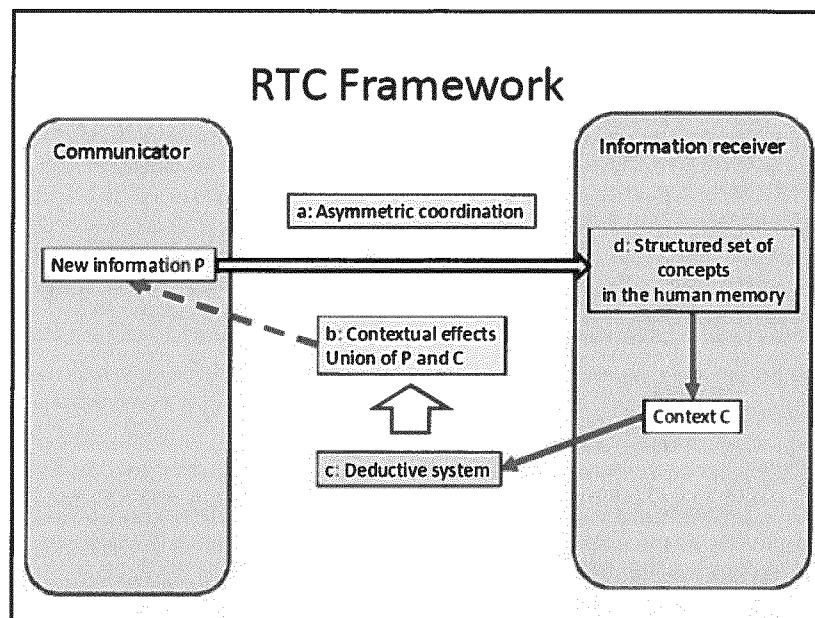 RTC Framework
Communicator
Information receiver
a: Asymmetric coordination
New information P
d: Structured set of
concepts
in the human memory
b: Contextual effects
Union of P and C
Context C
c: Deductive system